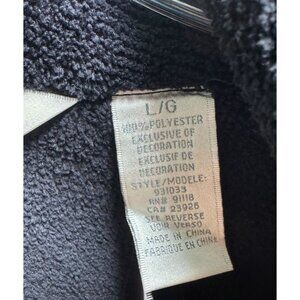 L/G
100% POLYESTER
EXCLUSIVE OF
DECORATION
EXCLUSIF DE
DECORATION
STYLE/MODELE:
931033
RN# 91118
CA# 23925
SEE REVERSE
VOIR VERSO
MADE IN CHINA
FABRIQUE EN CHINE